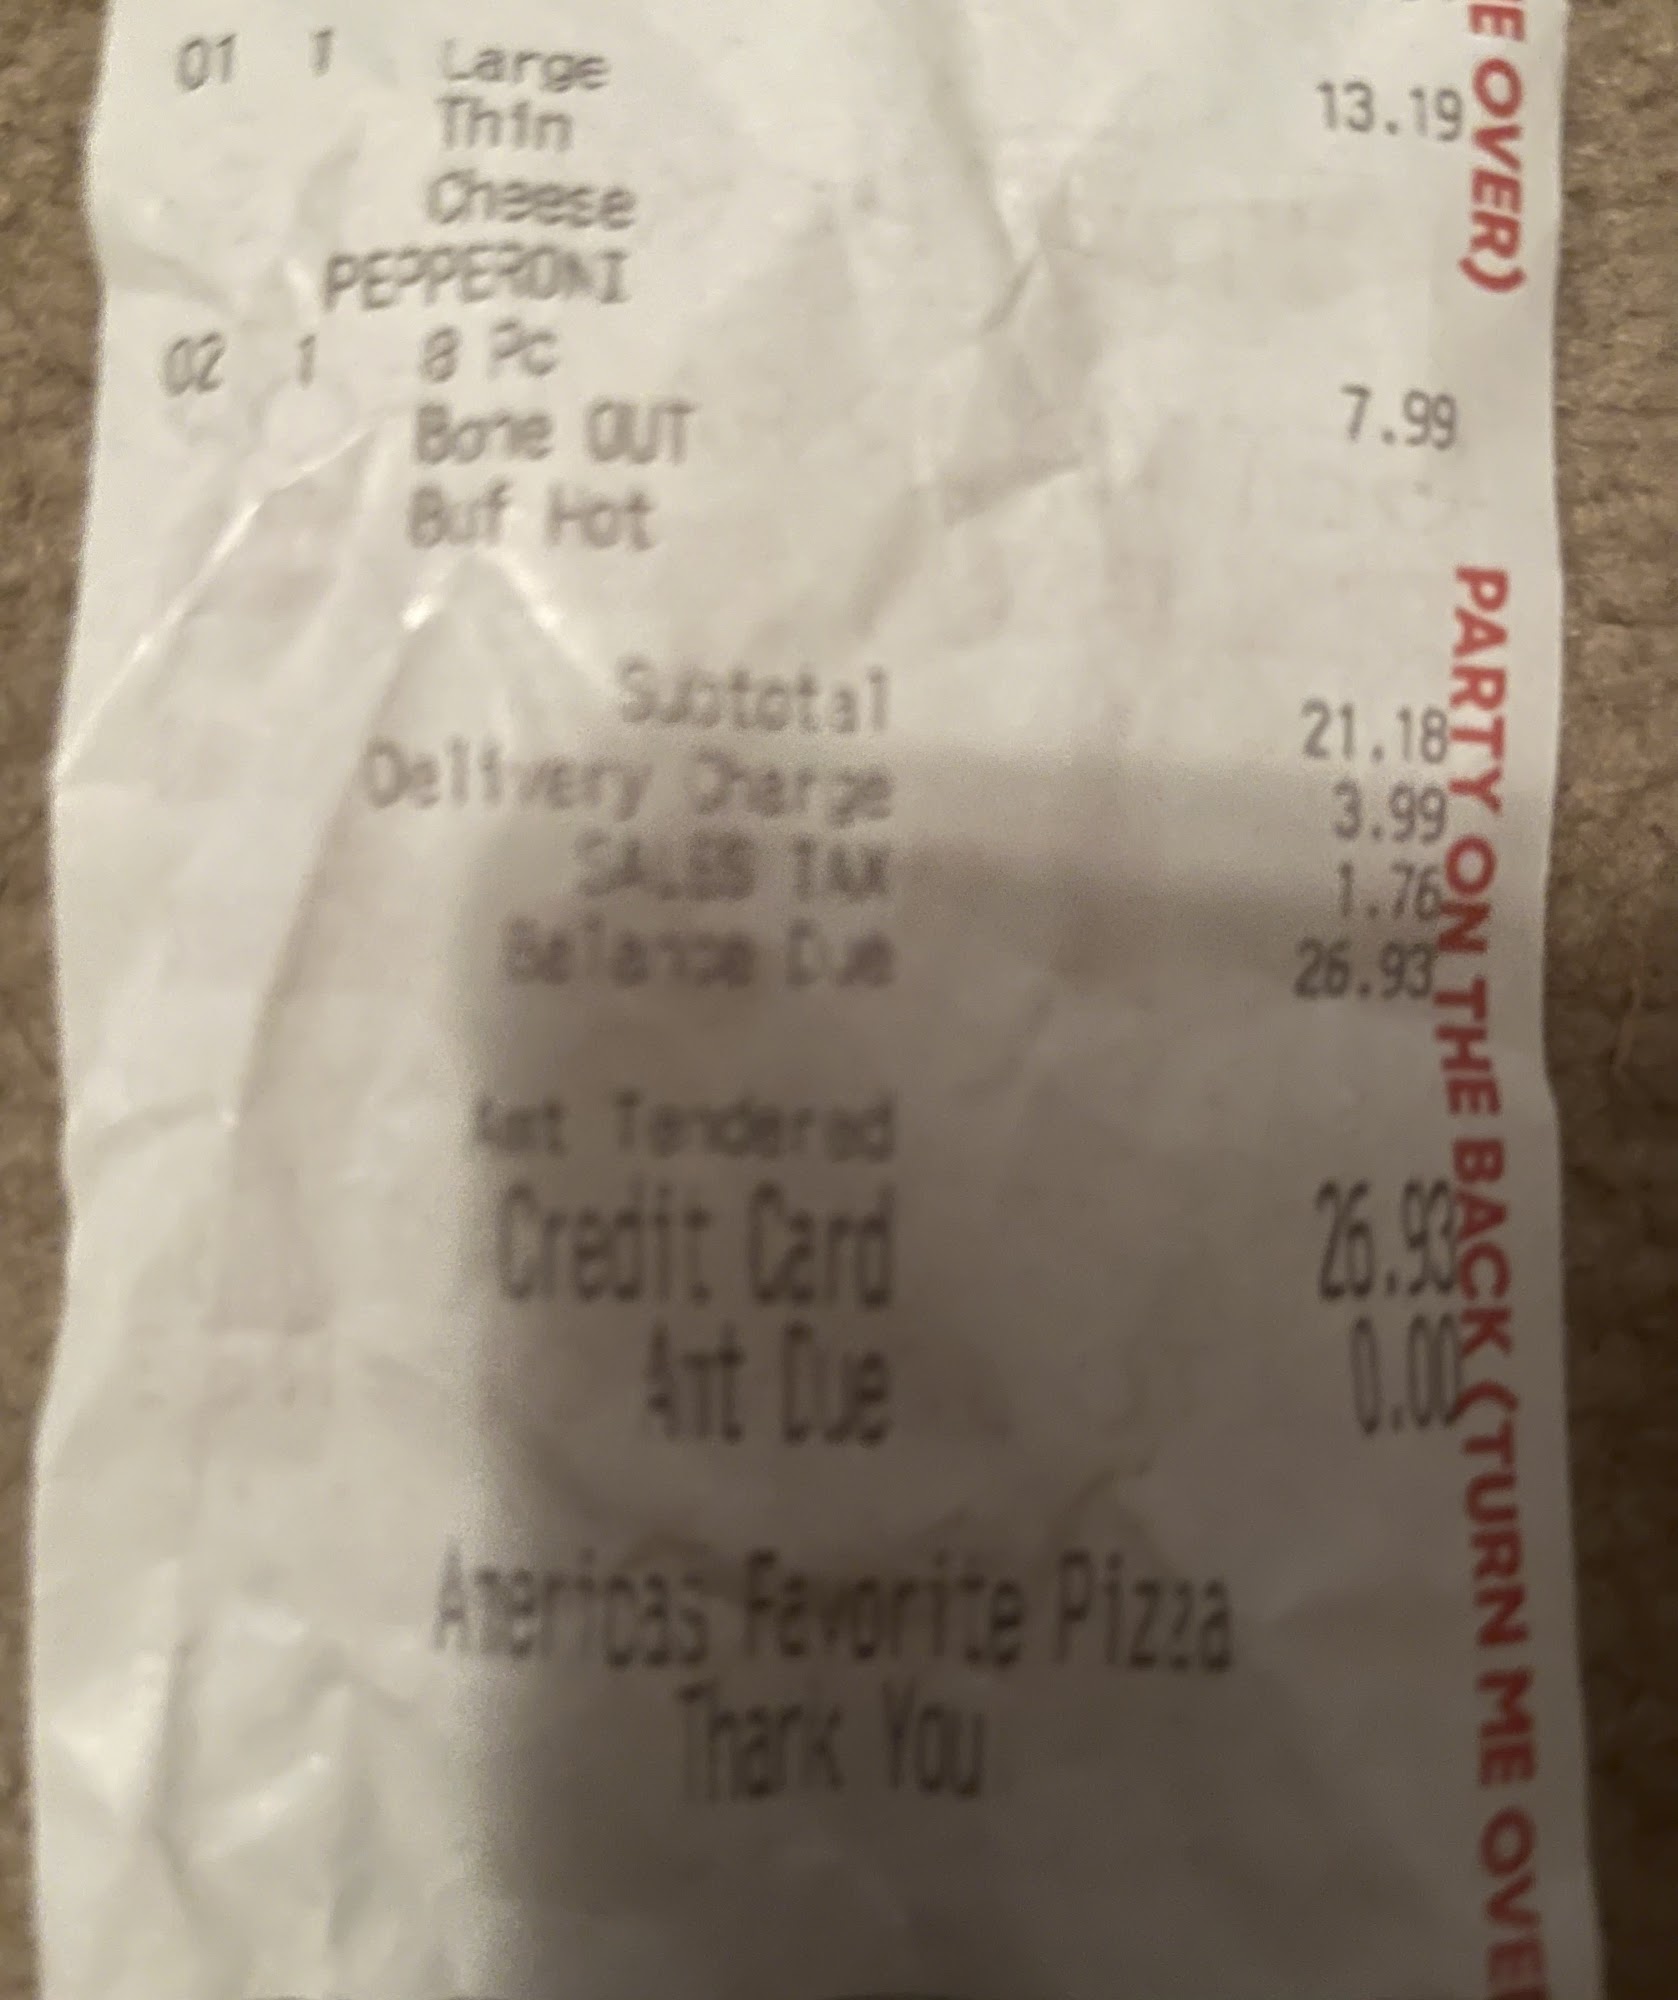 01 1 Large
Thin 13.19
Cheese
PEPPERONI
02 1 8 Pc
Bone OUT 7.99
Buf Hot
Subtotal 21.18
Delivery Charge 3.99
SALES TAX 1.76
Balance Due 26.93
Amt Tendered
Credit Card 26.93
Amt Due 0.00
Americas Favorite Pizza
Thank You
E OVER)
PARTY ON THE BACK (TURN ME OVE